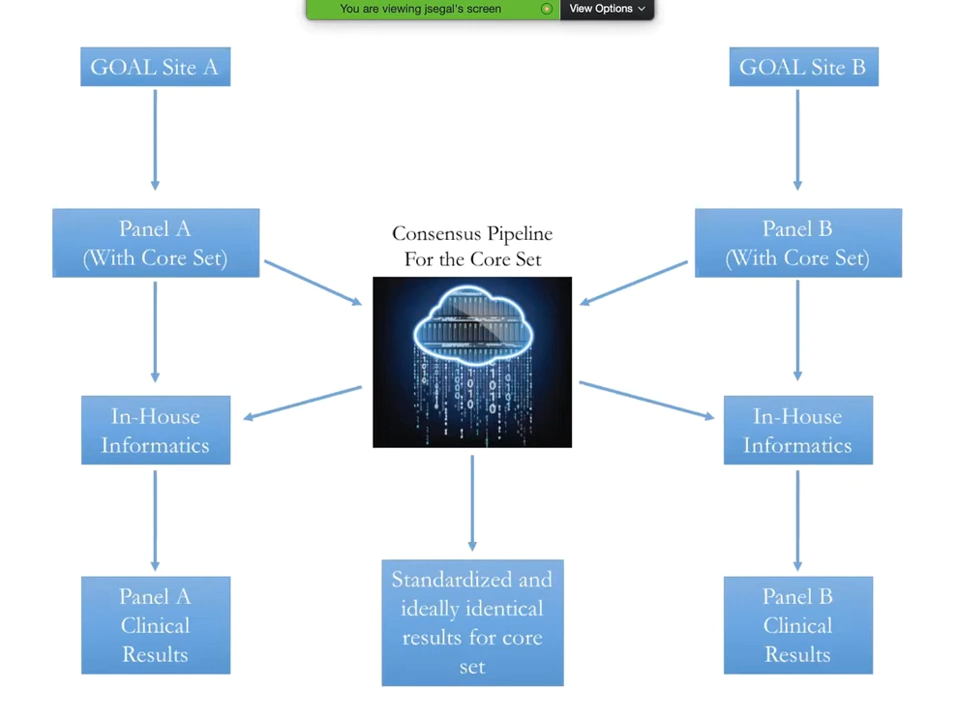 You are viewing jsegal's screen
View Options
GOAL Site A
GOAL Site B
Panel A
(With Core Set)
Consensus Pipeline
For the Core Set
Panel B
(With Core Set)
In-House
Informatics
In-House
Informatics
Panel A
Clinical
Results
Standardized and
ideally identical
results for core
set
Panel B
Clinical
Results